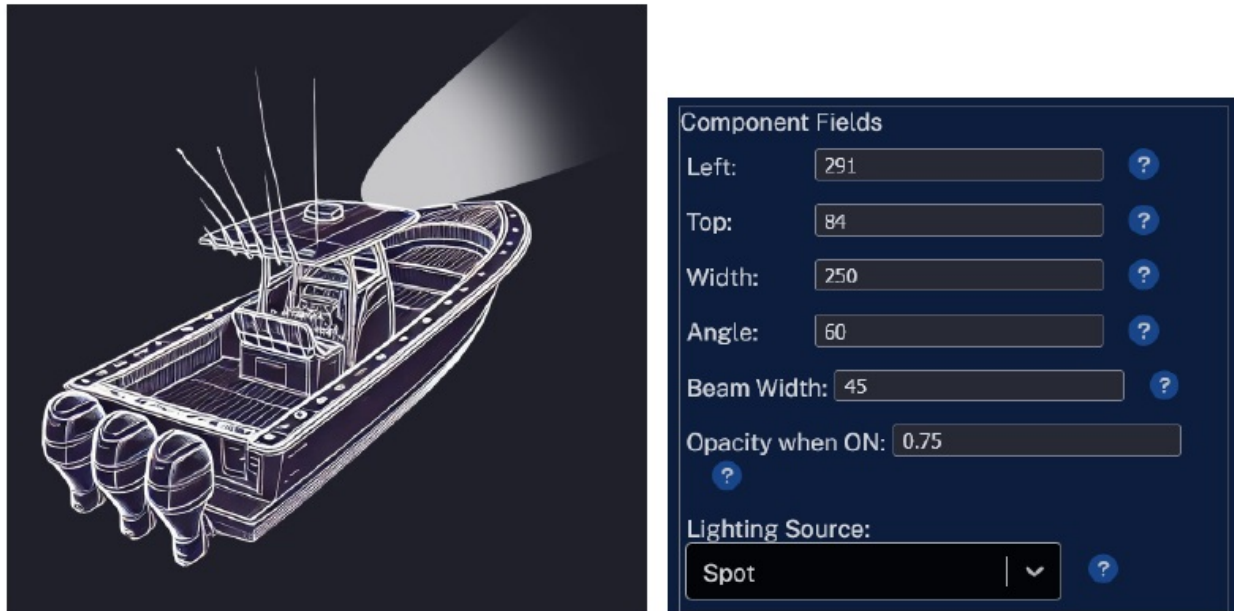 Component Fields
Left: 291 ?
Top: 84 ?
Width: 250 ?
Angle: 60 ?
Beam Width: 45 ?
Opacity when ON: 0.75
?
Lighting Source:
Spot ?